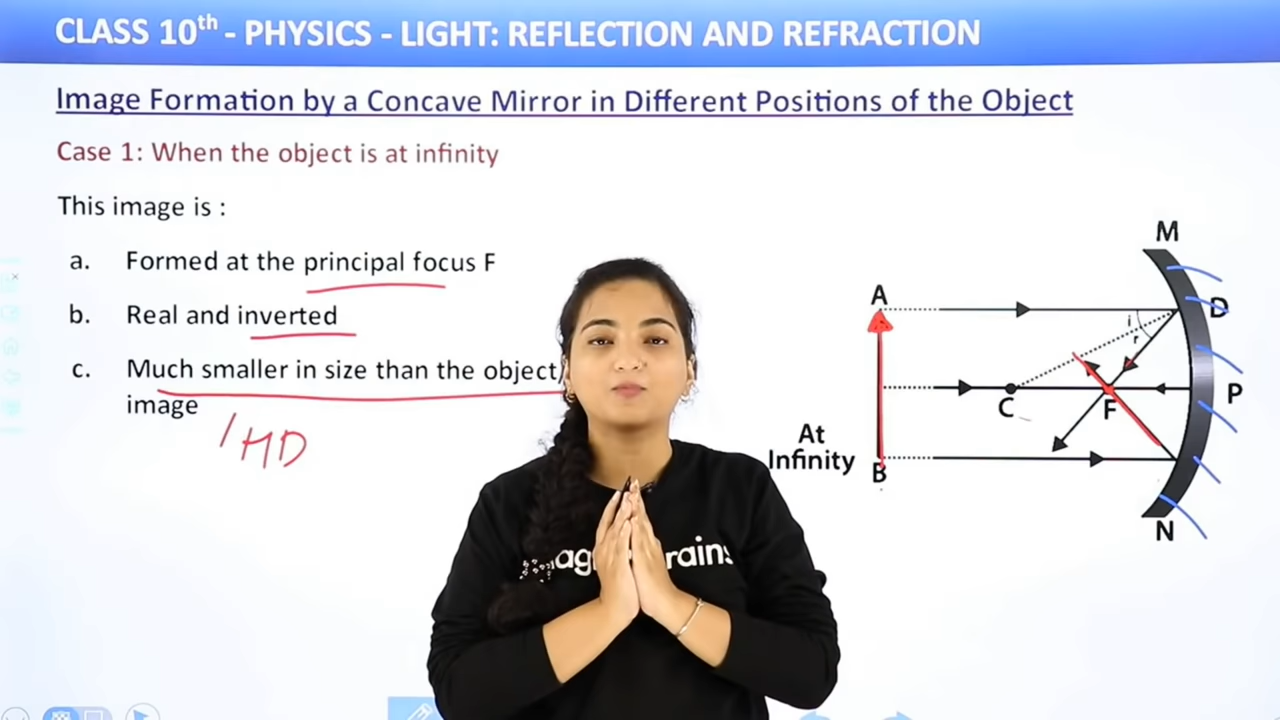 CLASS 10th - PHYSICS - LIGHT: REFLECTION AND REFRACTION
Image Formation by a Concave Mirror in Different Positions of the Object
Case 1: When the object is at infinity
This image is :
a. Formed at the principal focus F
b. Real and inverted
c. Much smaller in size than the object
image
HD
M
A
D
i
r
C
F
P
At
Infinity
B
N